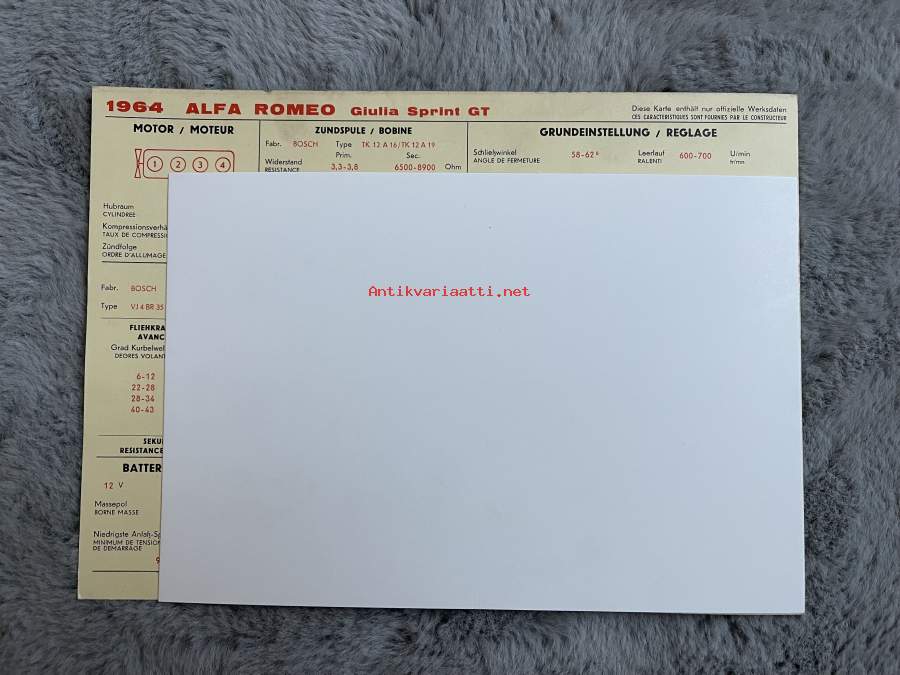 1964 ALFA ROMEO Giulia Sprint GT
Diese Karte enthält nur offizielle Werksdaten
CES CARACTERISTICS SONT FOURNIES PAR LE CONSTRUCTEUR
MOTOR / MOTEUR
1 2 3 4
Hubraum
CYLINDREE
Kompressionsverhä
TAUX DE COMPRESSI
Zündfolge
ORDRE D'ALLUMAGE
ZUNDSPULE / BOBINE
Fabr. BOSCH Type TK 12 A 16/TK 12 A 19
Prim. Sec.
Widerstand 3,3-3,8 6500-8900 Ohm
RESISTANCE
GRUNDEINSTELLUNG / REGLAGE
Schließwinkel 58-62° Leerlauf 600-700 U/min
ANGLE DE FERMETURE RALENTI tr/mn
Fabr. BOSCH
Type VJ 4 BR 35
FLIEHKRA
AVANC
Grad Kurbelwel
DEGRES VOLANT
6-12
22-28
28-34
40-43
SEKU
RESISTANCE
BATTER
12 V
Massepol
BORNE MASSE
Niedrigste Anlaß-Sp
MINIMUM DE TENSION
DE DEMARRAGE
9
Antikvariaatti.net